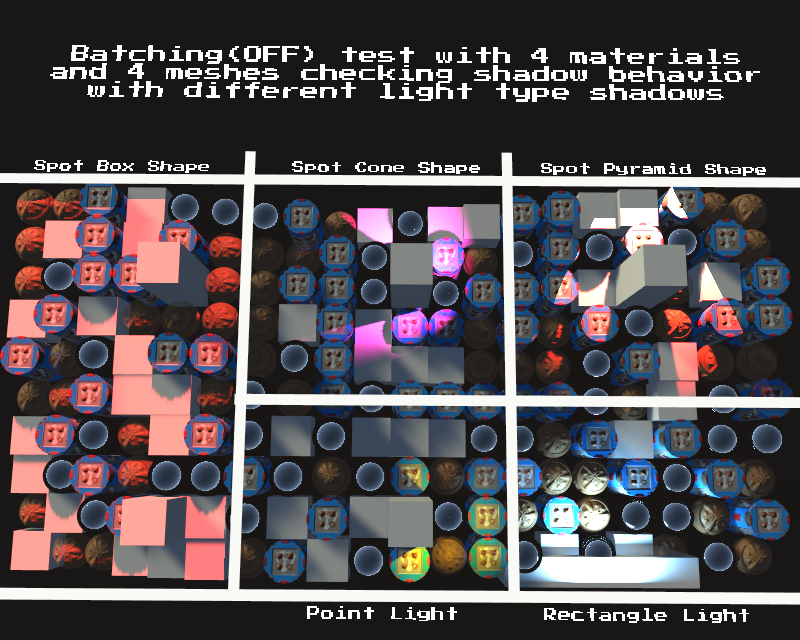 Batching(OFF) test with 4 materials
and 4 meshes checking shadow behavior
with different light type shadows
Spot Box Shape
Spot Cone Shape
Spot Pyramid Shape
Point Light
Rectangle Light